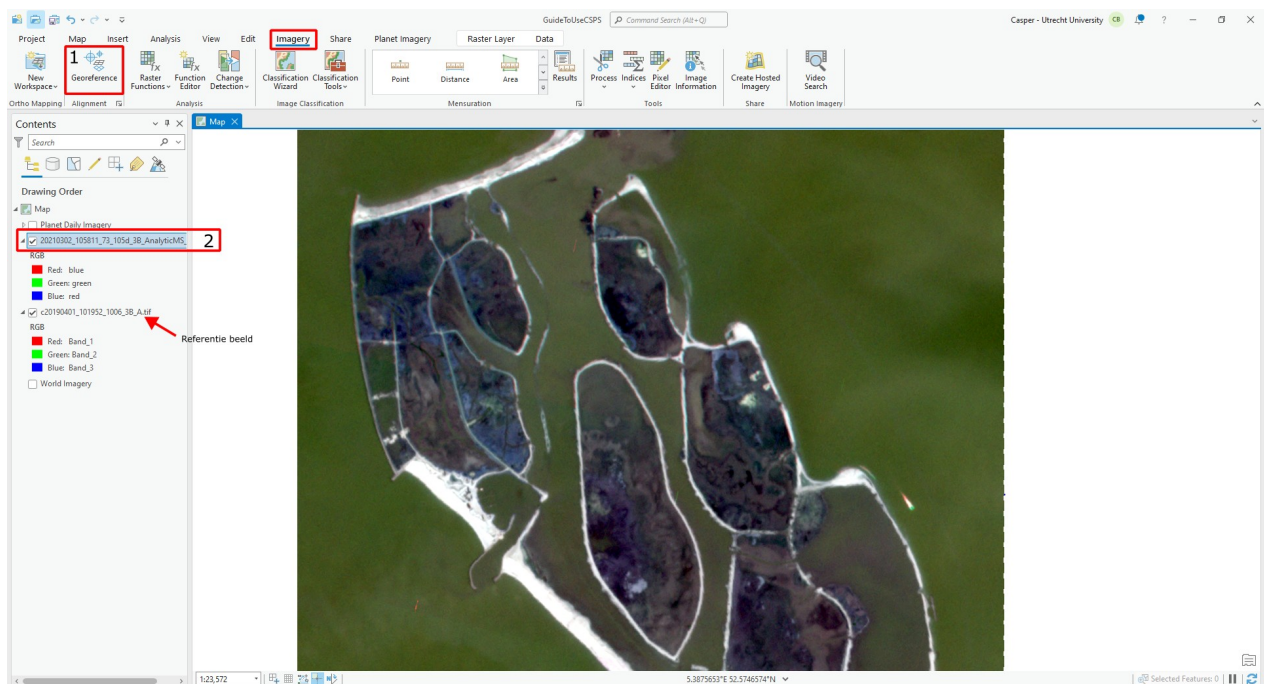 GuideToUseCSPS
Command Search (Alt+Q)
Casper - Utrecht University
CB
?
Project Map Insert Analysis View Edit Imagery Share Planet Imagery Raster Layer Data
1
New Workspace
Georeference
Raster Functions
Function Editor
Change Detection
Classification Wizard
Classification Tools
Point
Distance
Area
Results
Process
Indices
Pixel Editor
Image Information
Create Hosted Imagery
Video Search
Ortho Mapping Alignment Analysis Image Classification Mensuration Tools Share Motion Imagery
Contents
Map
Search
Drawing Order
Map
Planet Daily Imagery
20210302_105811_73_105d_3B_AnalyticMS_
2
RGB
Red: blue
Green: green
Blue: red
c20190401_101952_1006_3B_A.tif
RGB
Referentie beeld
Red: Band_1
Green: Band_2
Blue: Band_3
World Imagery
1:23,572
5.3875653°E 52.5746574°N
Selected Features: 0